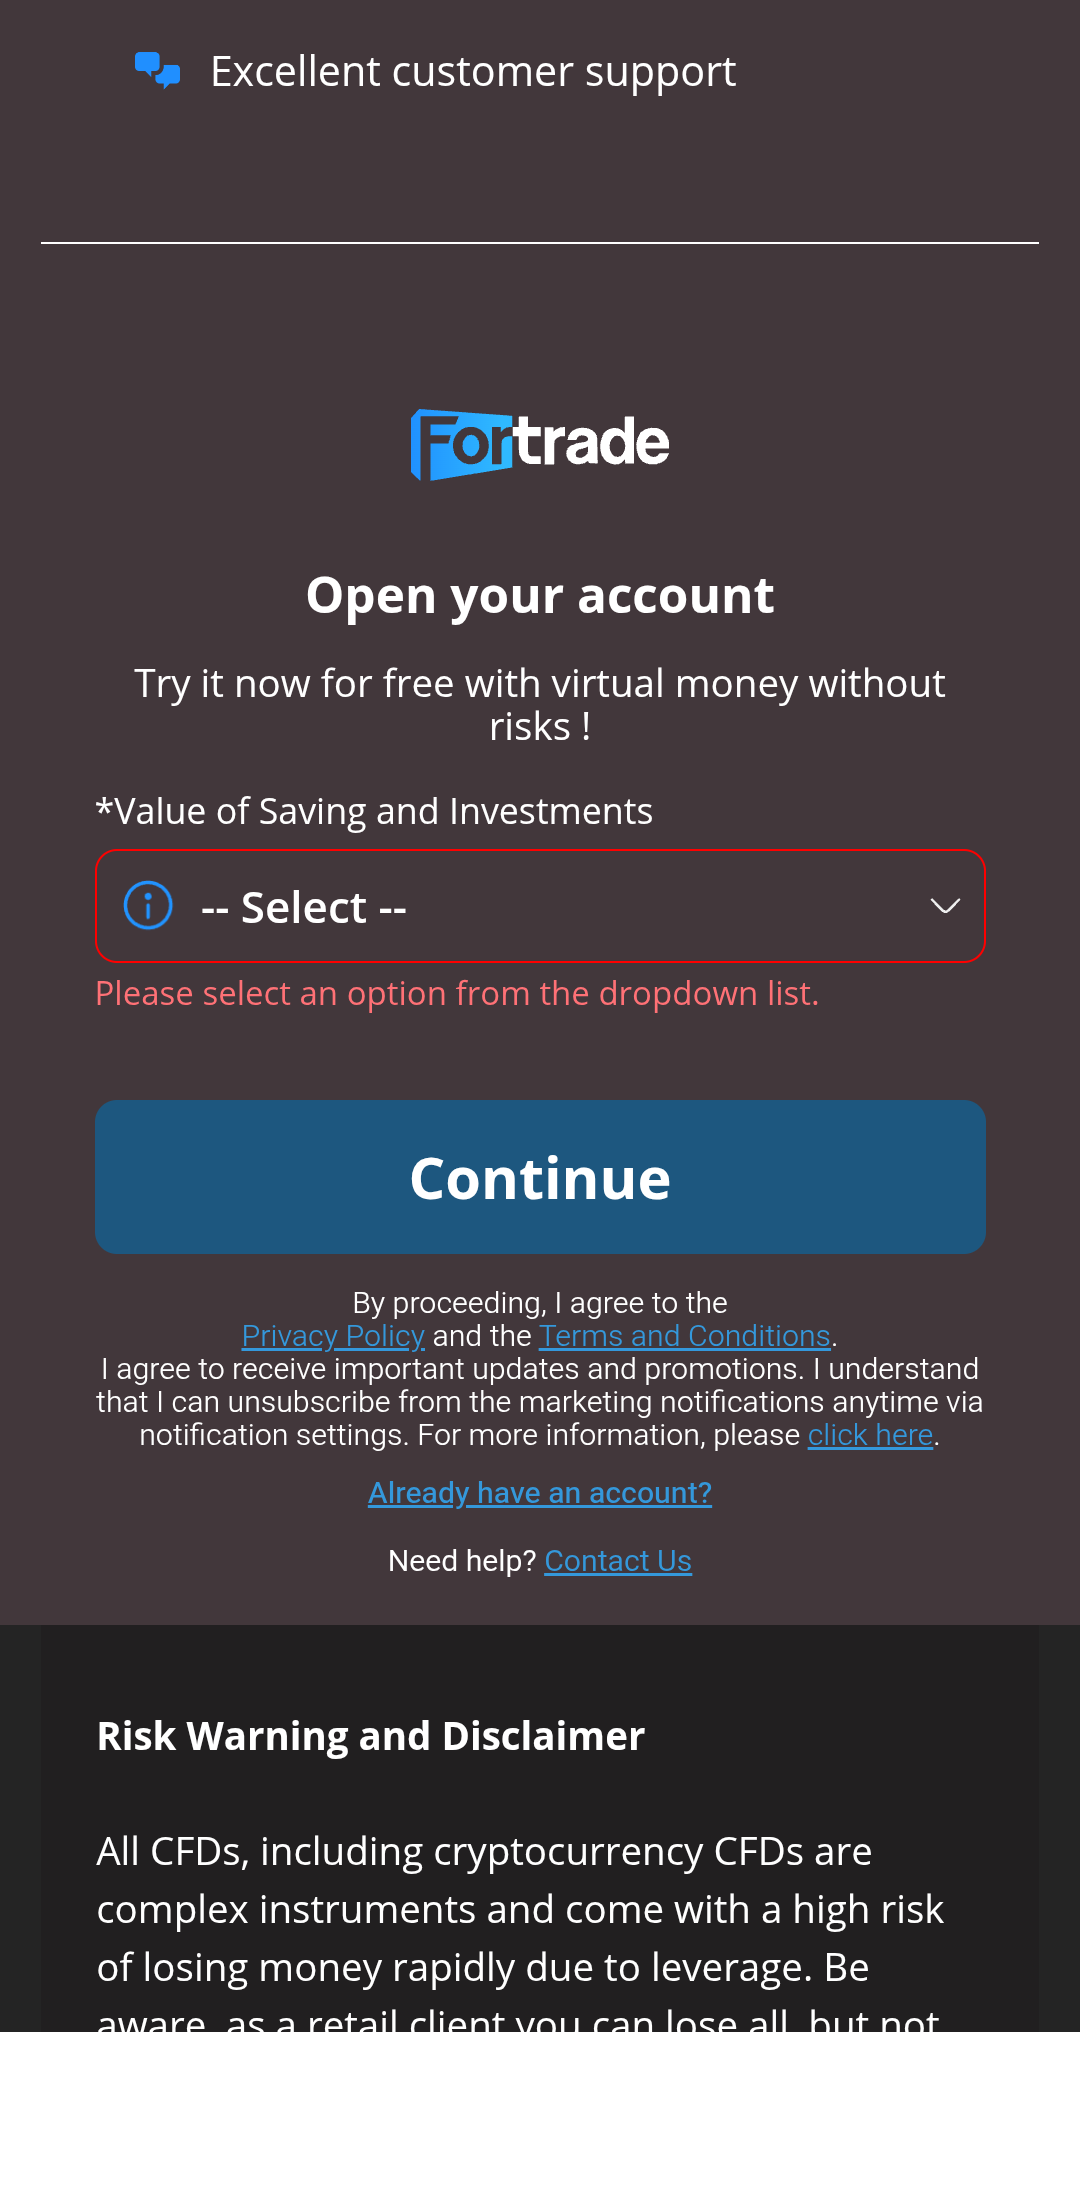 Excellent customer support
Fortrade
Open your account
Try it now for free with virtual money without
risks !
*Value of Saving and Investments
-- Select --
Please select an option from the dropdown list.
Continue
By proceeding, I agree to the
Privacy Policy and the Terms and Conditions.
I agree to receive important updates and promotions. I understand
that I can unsubscribe from the marketing notifications anytime via
notification settings. For more information, please click here.
Already have an account?
Need help? Contact Us
Risk Warning and Disclaimer
All CFDs, including cryptocurrency CFDs are
complex instruments and come with a high risk
of losing money rapidly due to leverage. Be
aware, as a retail client you can lose all, but not